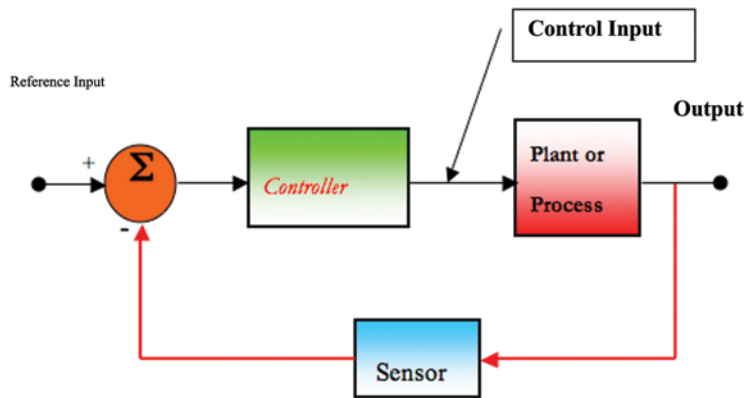 Control Input
Reference Input
Output
+
Σ
Controller
Plant or
Process
-
Sensor